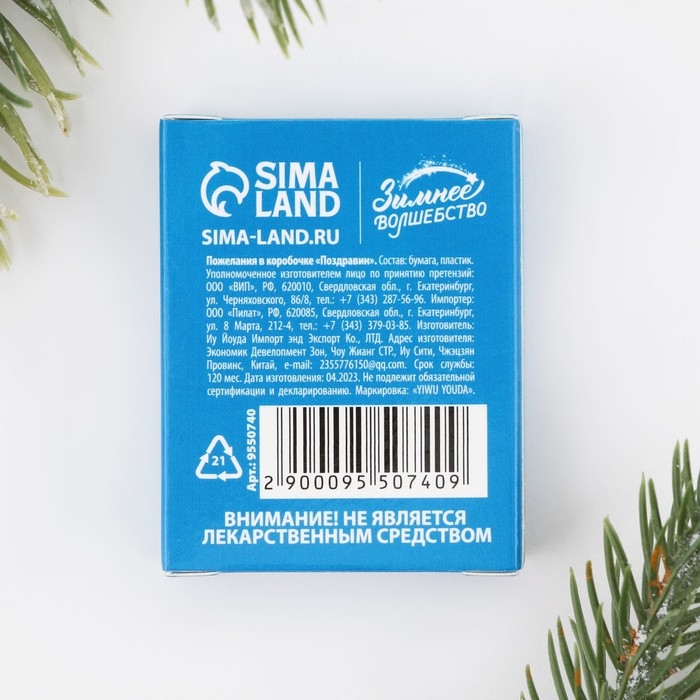 SIMA
LAND
SIMA-LAND.RU
Зимнее
ВОЛШЕБСТВО
Пожелания в коробочке «Поздравин». Состав: бумага, пластик.
Уполномоченное изготовителем лицо по принятию претензий:
ООО «ВИП», РФ, 620010, Свердловская обл., г. Екатеринбург,
ул. Черняховского, 86/8, тел.: +7 (343) 287-56-96. Импортер:
ООО «Пилат», РФ, 620085, Свердловская обл., г. Екатеринбург,
ул. 8 Марта, 212-4, тел.: +7 (343) 379-03-85. Изготовитель:
Иу Йоуда Импорт энд Экспорт Ко., ЛТД. Адрес изготовителя:
Экономик Девелопмент Зон, Чоу Жианг СТР., Иу Сити, Чжэцзян
Провинс, Китай, e-mail: 2355776150@qq.com. Срок службы:
120 мес. Дата изготовления: 04.2023. Не подлежит обязательной
сертификации и декларированию. Маркировка: «YIWU YOUDA».
21
Арт.: 9550740
2 900095 507409
ВНИМАНИЕ! НЕ ЯВЛЯЕТСЯ
ЛЕКАРСТВЕННЫМ СРЕДСТВОМ